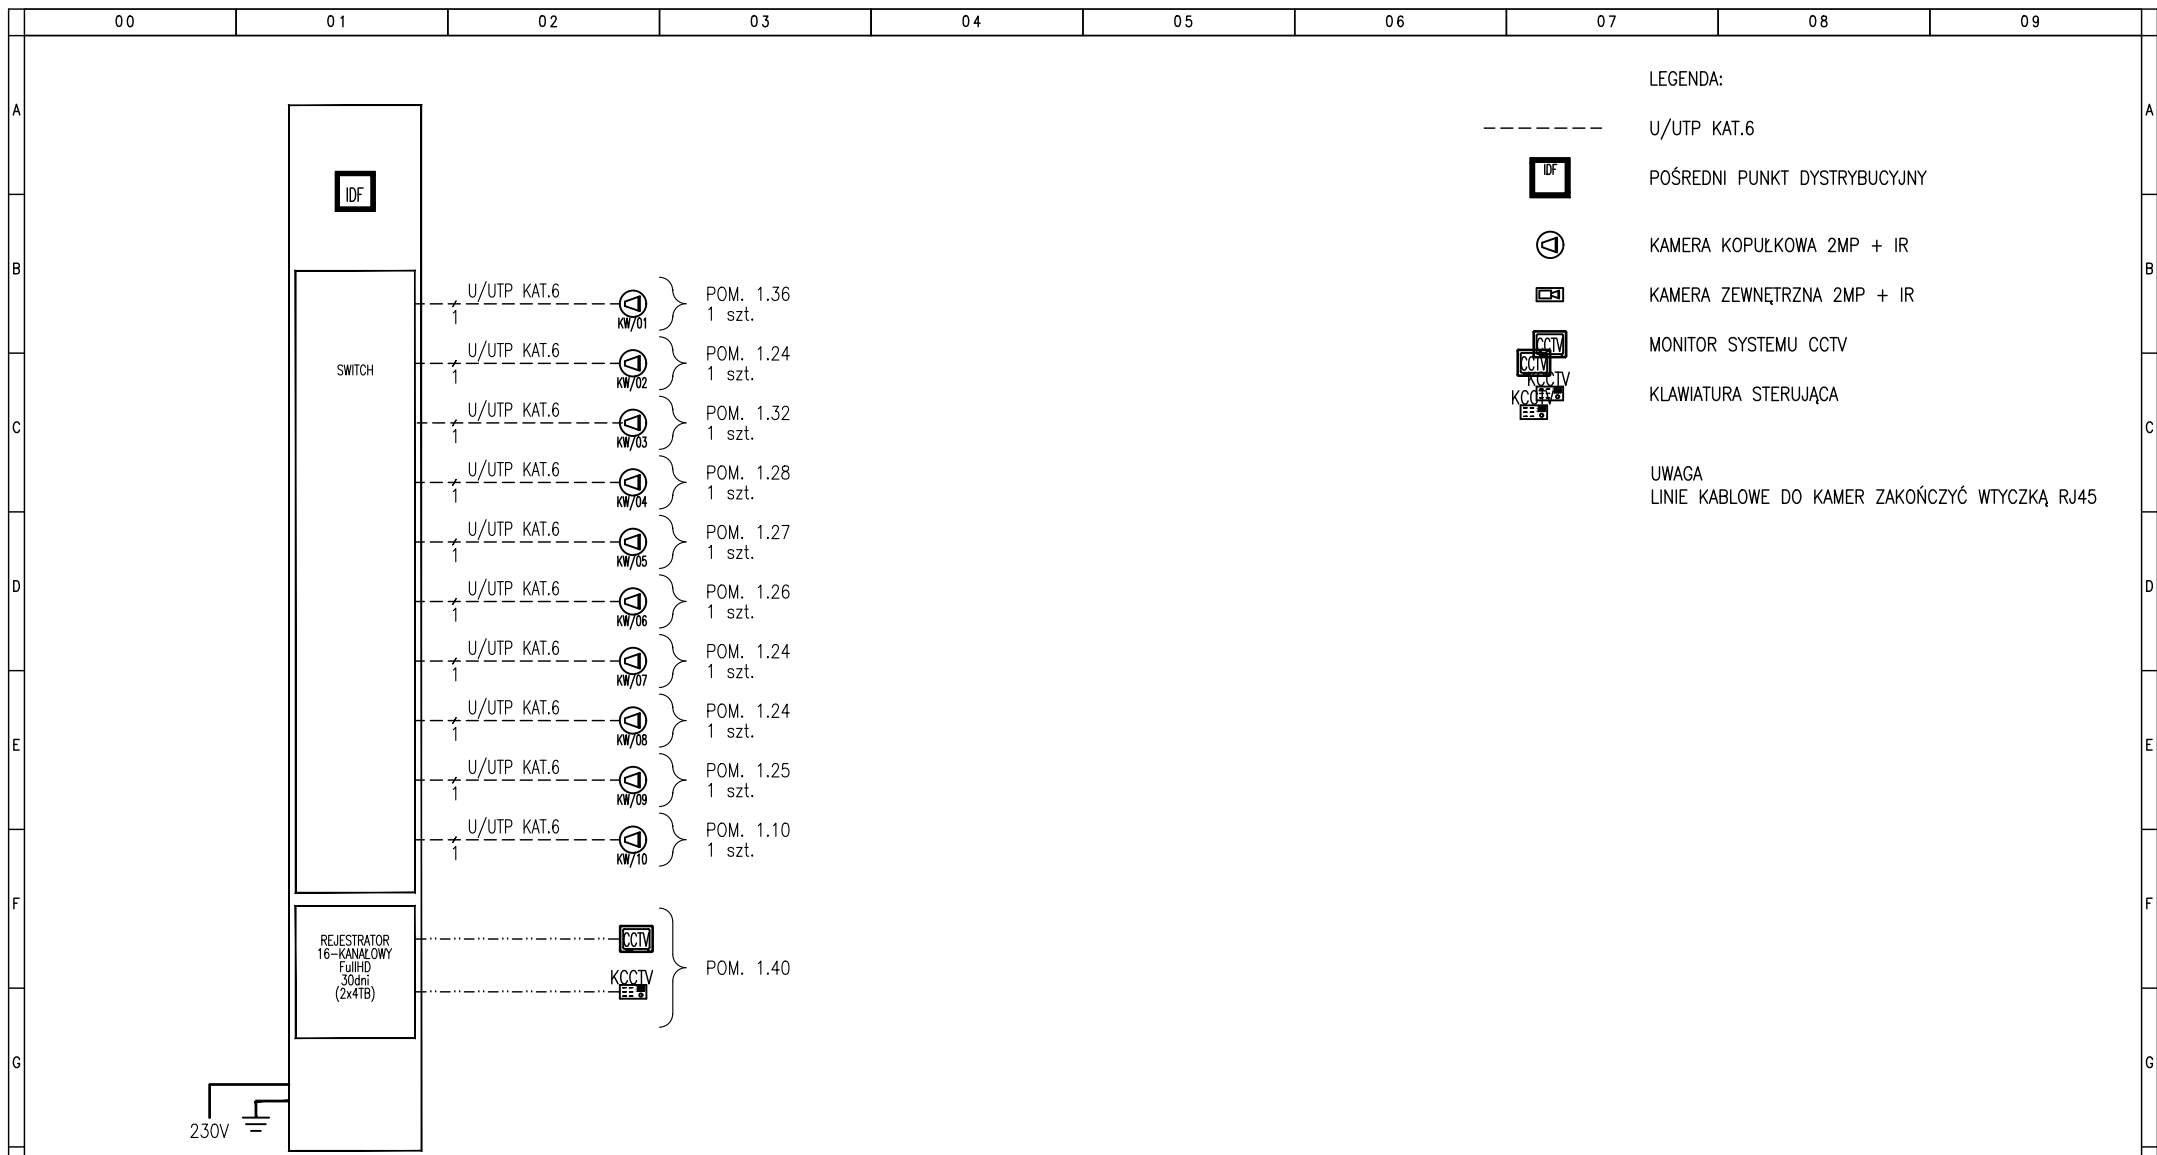 00 01 02 03 04 05 06 07 08 09
A A
B B
C C
D D
E E
F F
G G
IDF
SWITCH
U/UTP KAT.6
1
KW/01
POM. 1.36
1 szt.
U/UTP KAT.6
1
KW/02
POM. 1.24
1 szt.
U/UTP KAT.6
1
KW/03
POM. 1.32
1 szt.
U/UTP KAT.6
1
KW/04
POM. 1.28
1 szt.
U/UTP KAT.6
1
KW/05
POM. 1.27
1 szt.
U/UTP KAT.6
1
KW/06
POM. 1.26
1 szt.
U/UTP KAT.6
1
KW/07
POM. 1.24
1 szt.
U/UTP KAT.6
1
KW/08
POM. 1.24
1 szt.
U/UTP KAT.6
1
KW/09
POM. 1.25
1 szt.
U/UTP KAT.6
1
KW/10
POM. 1.10
1 szt.
REJESTRATOR
16-KANAŁOWY
FullHD
30dni
(2x4TB)
CCTV
KCCTV
POM. 1.40
230V
LEGENDA:
U/UTP KAT.6
IDF
POŚREDNI PUNKT DYSTRYBUCYJNY
KAMERA KOPUŁKOWA 2MP + IR
KAMERA ZEWNĘTRZNA 2MP + IR
CCTV
MONITOR SYSTEMU CCTV
CCTV
KCCTV
KLAWIATURA STERUJĄCA
KCCTV
UWAGA
LINIE KABLOWE DO KAMER ZAKOŃCZYĆ WTYCZKĄ RJ45